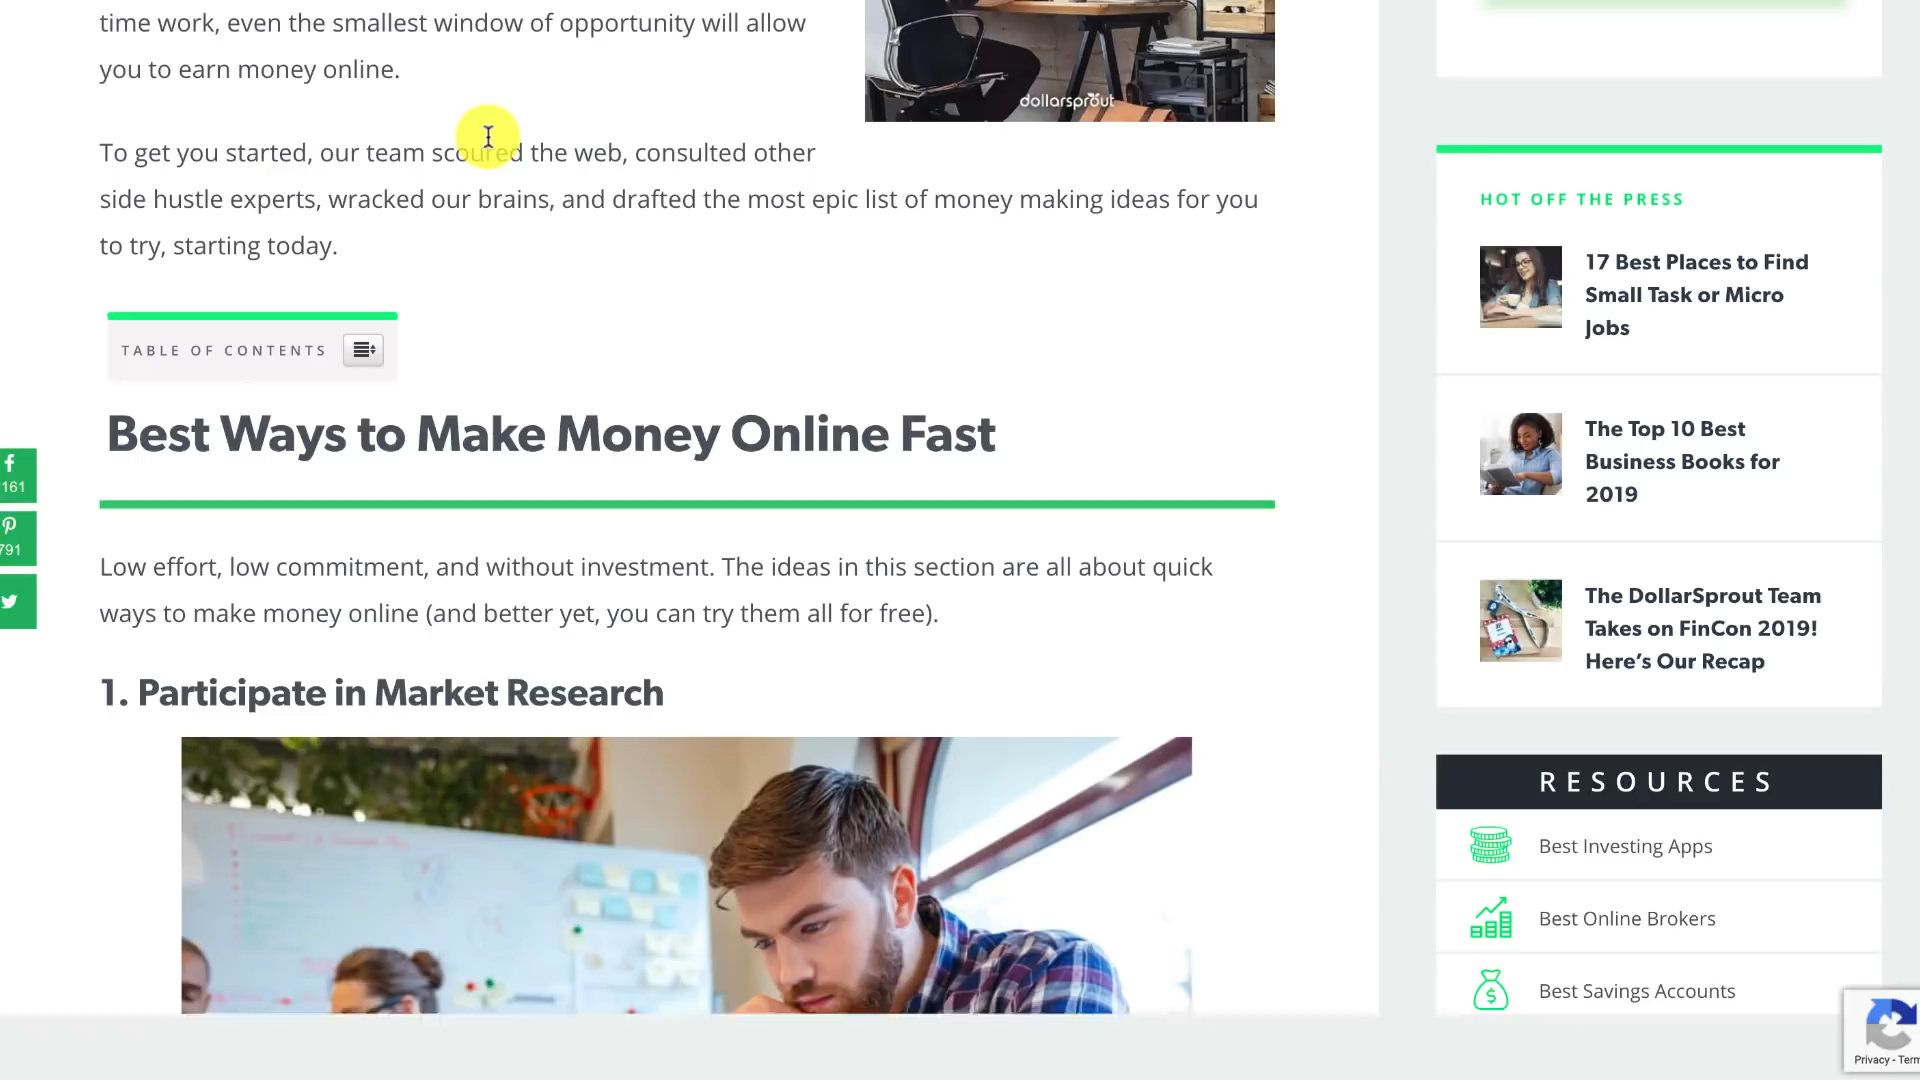 time work, even the smallest window of opportunity will allow
you to earn money online.
dollarsprout
To get you started, our team scoured the web, consulted other
side hustle experts, wracked our brains, and drafted the most epic list of money making ideas for you
to try, starting today.
TABLE OF CONTENTS
Best Ways to Make Money Online Fast
161
791
Low effort, low commitment, and without investment. The ideas in this section are all about quick
ways to make money online (and better yet, you can try them all for free).
1. Participate in Market Research
HOT OFF THE PRESS
17 Best Places to Find
Small Task or Micro
Jobs
The Top 10 Best
Business Books for
2019
The DollarSprout Team
Takes on FinCon 2019!
Here’s Our Recap
RESOURCES
Best Investing Apps
Best Online Brokers
Best Savings Accounts
Privacy - Term